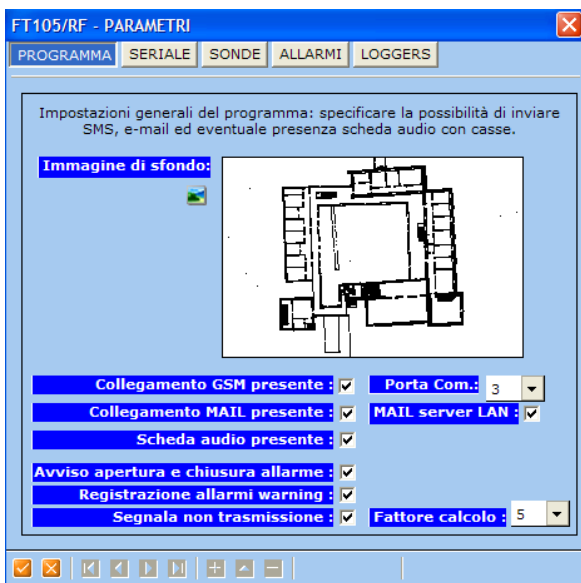 FT105/RF - PARAMETRI
PROGRAMMA SERIALE SONDE ALLARMI LOGGERS
Impostazioni generali del programma: specificare la possibilità di inviare
SMS, e-mail ed eventuale presenza scheda audio con casse.
Immagine di sfondo:
Collegamento GSM presente : Porta Com.: 3
Collegamento MAIL presente : MAIL server LAN :
Scheda audio presente :
Avviso apertura e chiusura allarme :
Registrazione allarmi warning :
Segnala non trasmissione : Fattore calcolo : 5